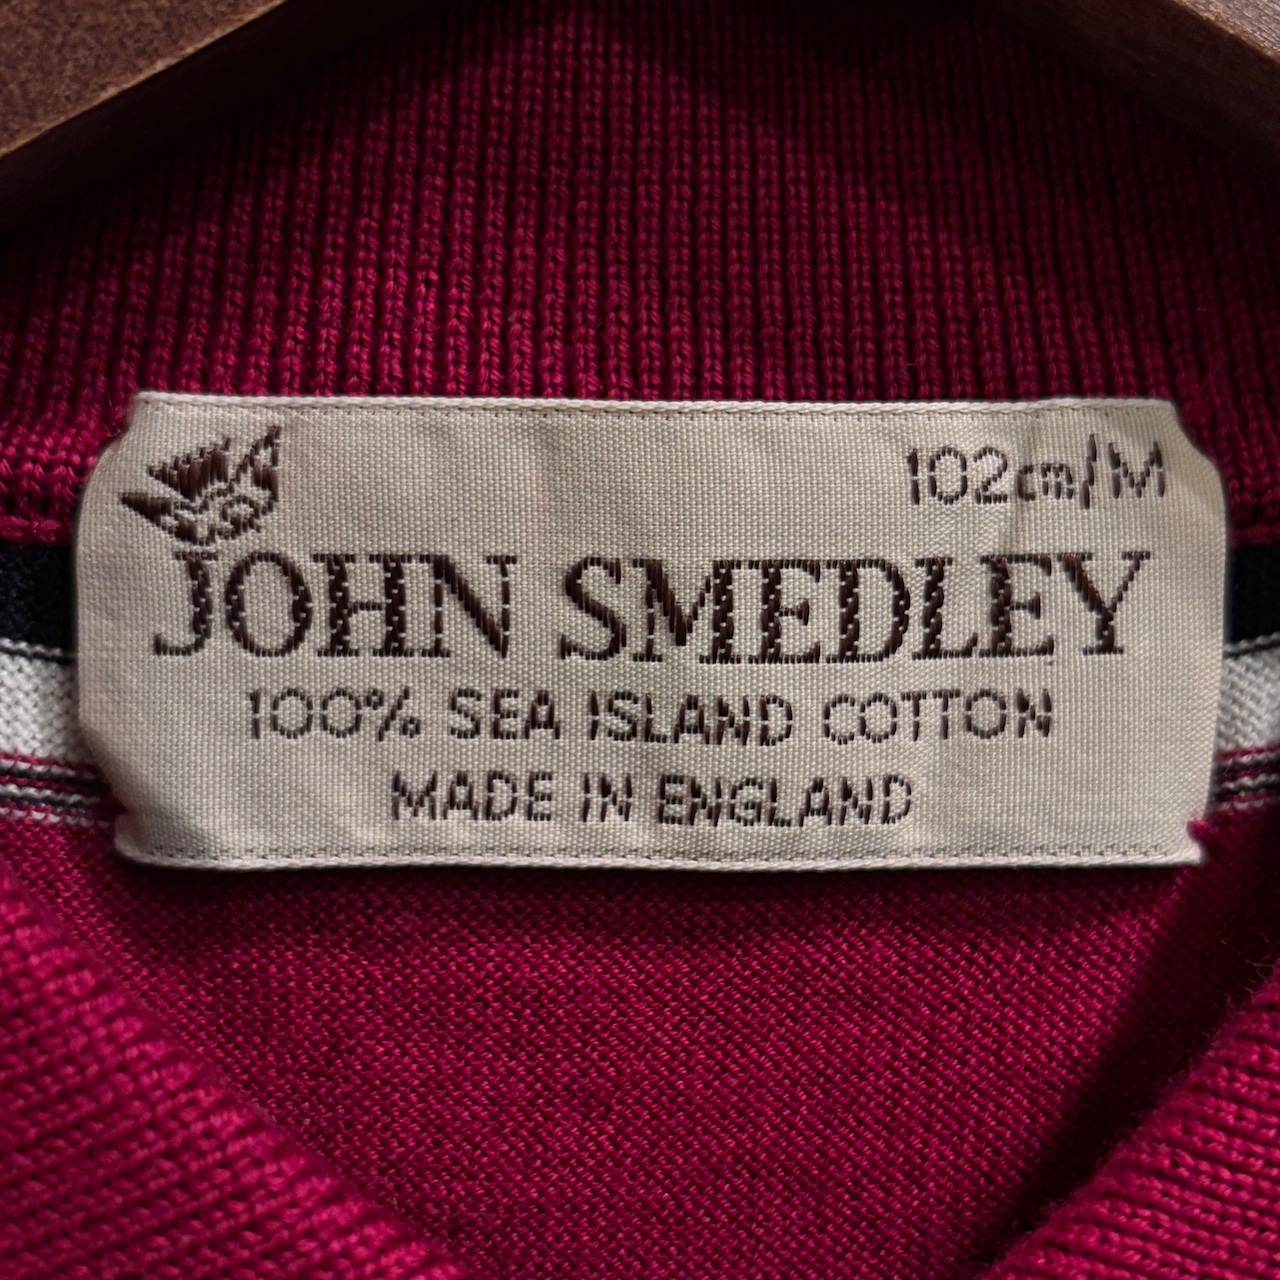 102cm/M
JOHN SMEDLEY
100% SEA ISLAND COTTON
MADE IN ENGLAND